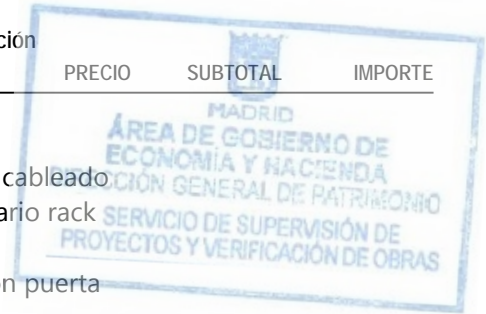 ción
PRECIO SUBTOTAL IMPORTE
MADRID
ÁREA DE GOBIERNO DE
ECONOMÍA Y HACIENDA
cableado
DIRECCIÓN GENERAL DE PATRIMONIO
ario rack
SERVICIO DE SUPERVISIÓN DE
PROYECTOS Y VERIFICACIÓN DE OBRAS
on puerta